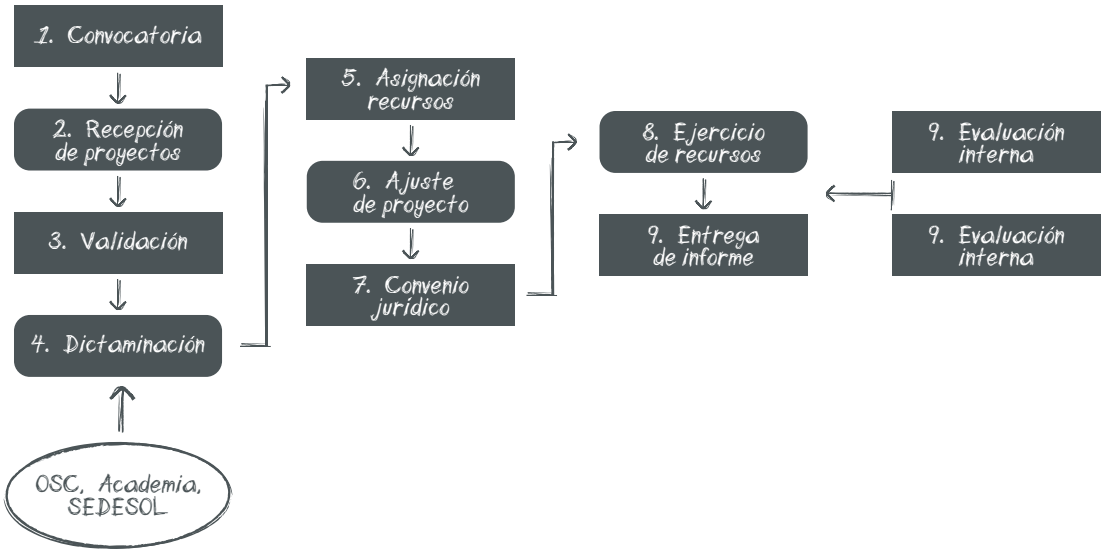 1. Convocatoria
2. Recepción
de proyectos
3. Validación
4. Dictaminación
OSC, Academia,
SEDESOL
5. Asignación
recursos
6. Ajuste
de proyecto
7. Convenio
jurídico
8. Ejercicio
de recursos
9. Entrega
de informe
9. Evaluación
interna
9. Evaluación
interna